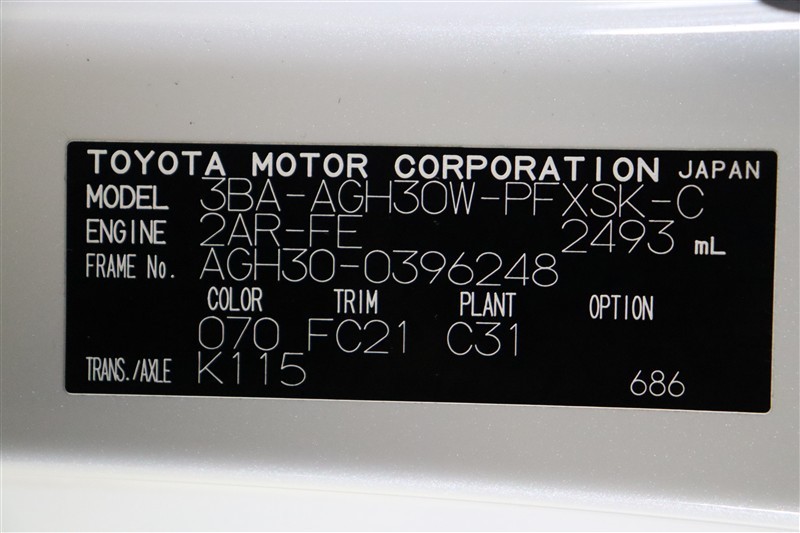 TOYOTA MOTOR CORPORATION JAPAN
MODEL 3BA-AGH30W-PFXSK-C
ENGINE 2AR-FE 2493 mL
FRAME No. AGH30-0396248
COLOR TRIM PLANT OPTION
070 FC21 C31
TRANS./AXLE K115 686